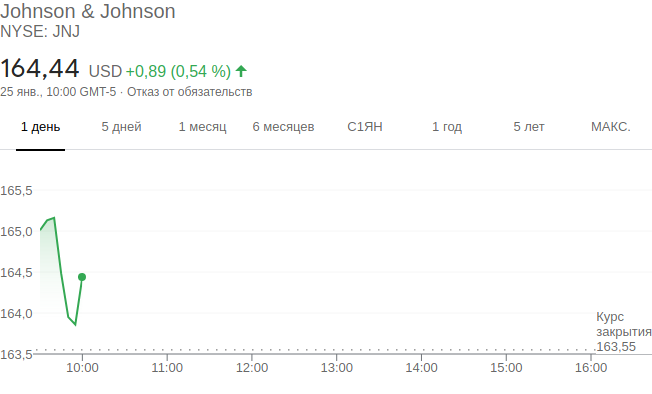 Johnson & Johnson
NYSE: JNJ
164,44 USD +0,89 (0,54 %)
25 янв., 10:00 GMT-5 · Отказ от обязательств
1 день 5 дней 1 месяц 6 месяцев С1ЯН 1 год 5 лет МАКС.
165,5
165,0
164,5
164,0
163,5
Курс
закрытия
163,55
10:00 11:00 12:00 13:00 14:00 15:00 16:00